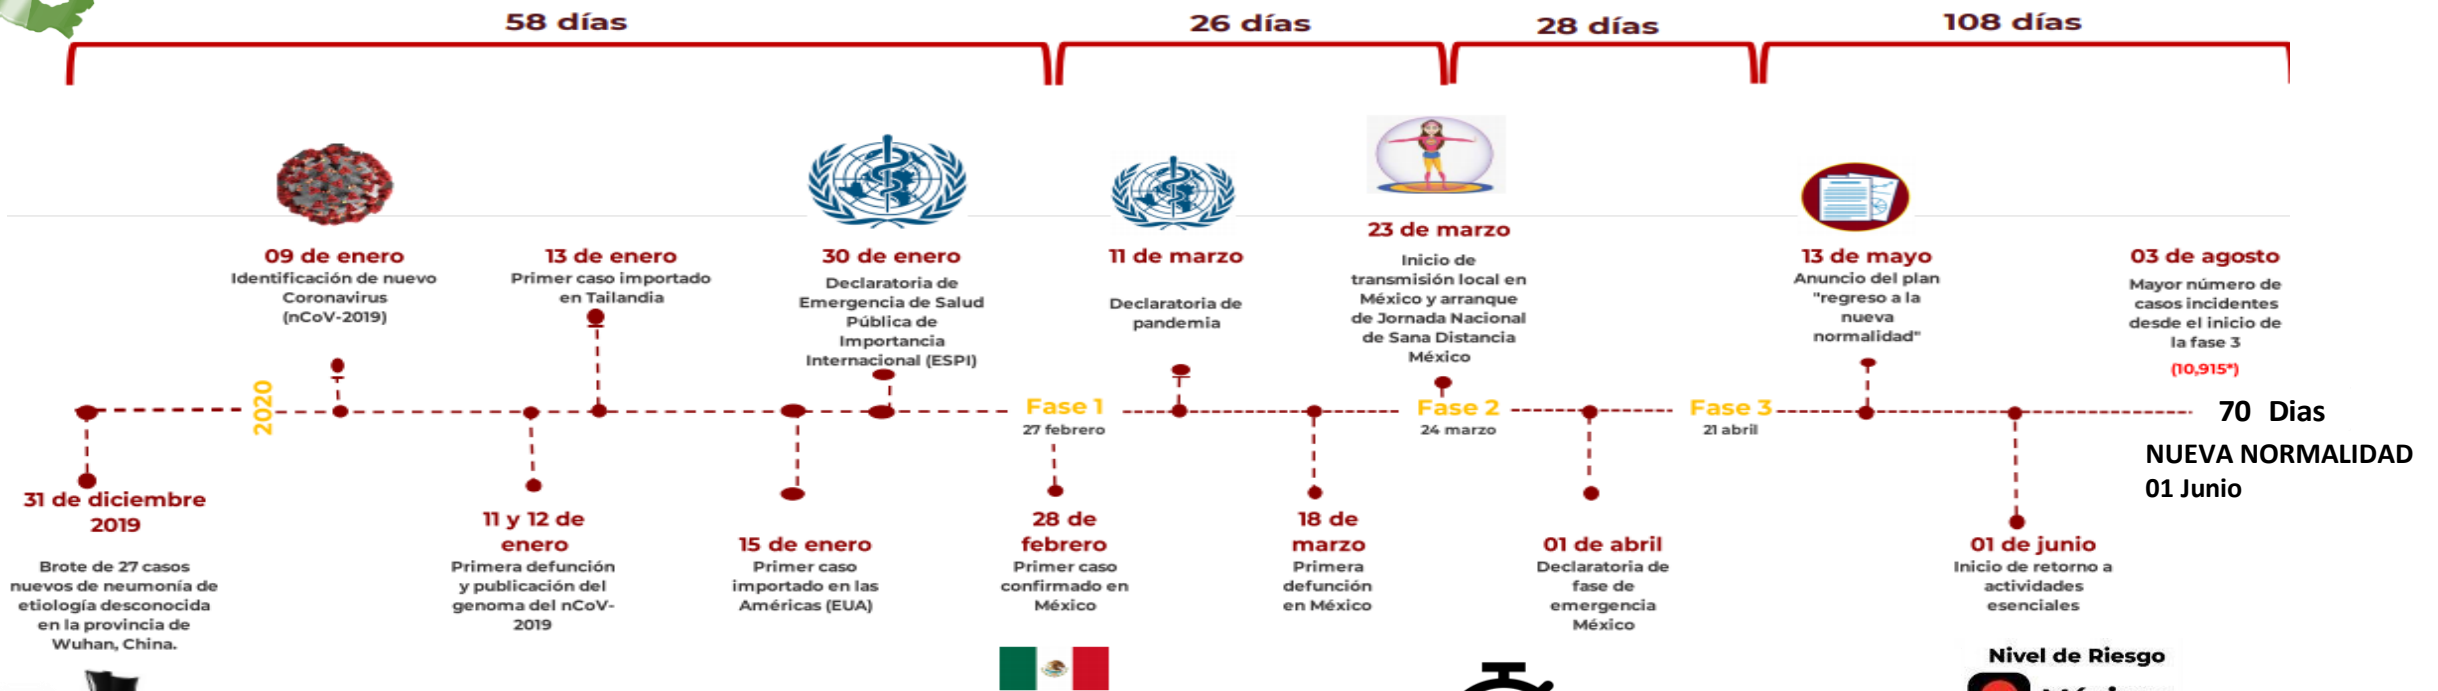 58 días
26 días
28 días
108 días
09 de enero
Identificación de nuevo
Coronavirus
(nCoV-2019)
13 de enero
Primer caso importado
en Tailandia
30 de enero
Declaratoria de
Emergencia de Salud
Pública de
Importancia
Internacional (ESPI)
11 de marzo
Declaratoria de
pandemia
23 de marzo
Inicio de
transmisión local en
México y arranque
de Jornada Nacional
de Sana Distancia
México
13 de mayo
Anuncio del plan
"regreso a la
nueva
normalidad"
03 de agosto
Mayor número de
casos incidentes
desde el inicio de
la fase 3
(10,915*)
2020
Fase 1
27 febrero
Fase 2
24 marzo
Fase 3
21 abril
70 Dias
NUEVA NORMALIDAD
01 Junio
31 de diciembre
2019
Brote de 27 casos
nuevos de neumonía de
etiología desconocida
en la provincia de
Wuhan, China.
11 y 12 de
enero
Primera defunción
y publicación del
genoma del nCoV-
2019
15 de enero
Primer caso
importado en las
Américas (EUA)
28 de
febrero
Primer caso
confirmado en
México
18 de
marzo
Primera
defunción
en México
01 de abril
Declaratoria de
fase de
emergencia
México
01 de junio
Inicio de retorno a
actividades
esenciales
Nivel de Riesgo